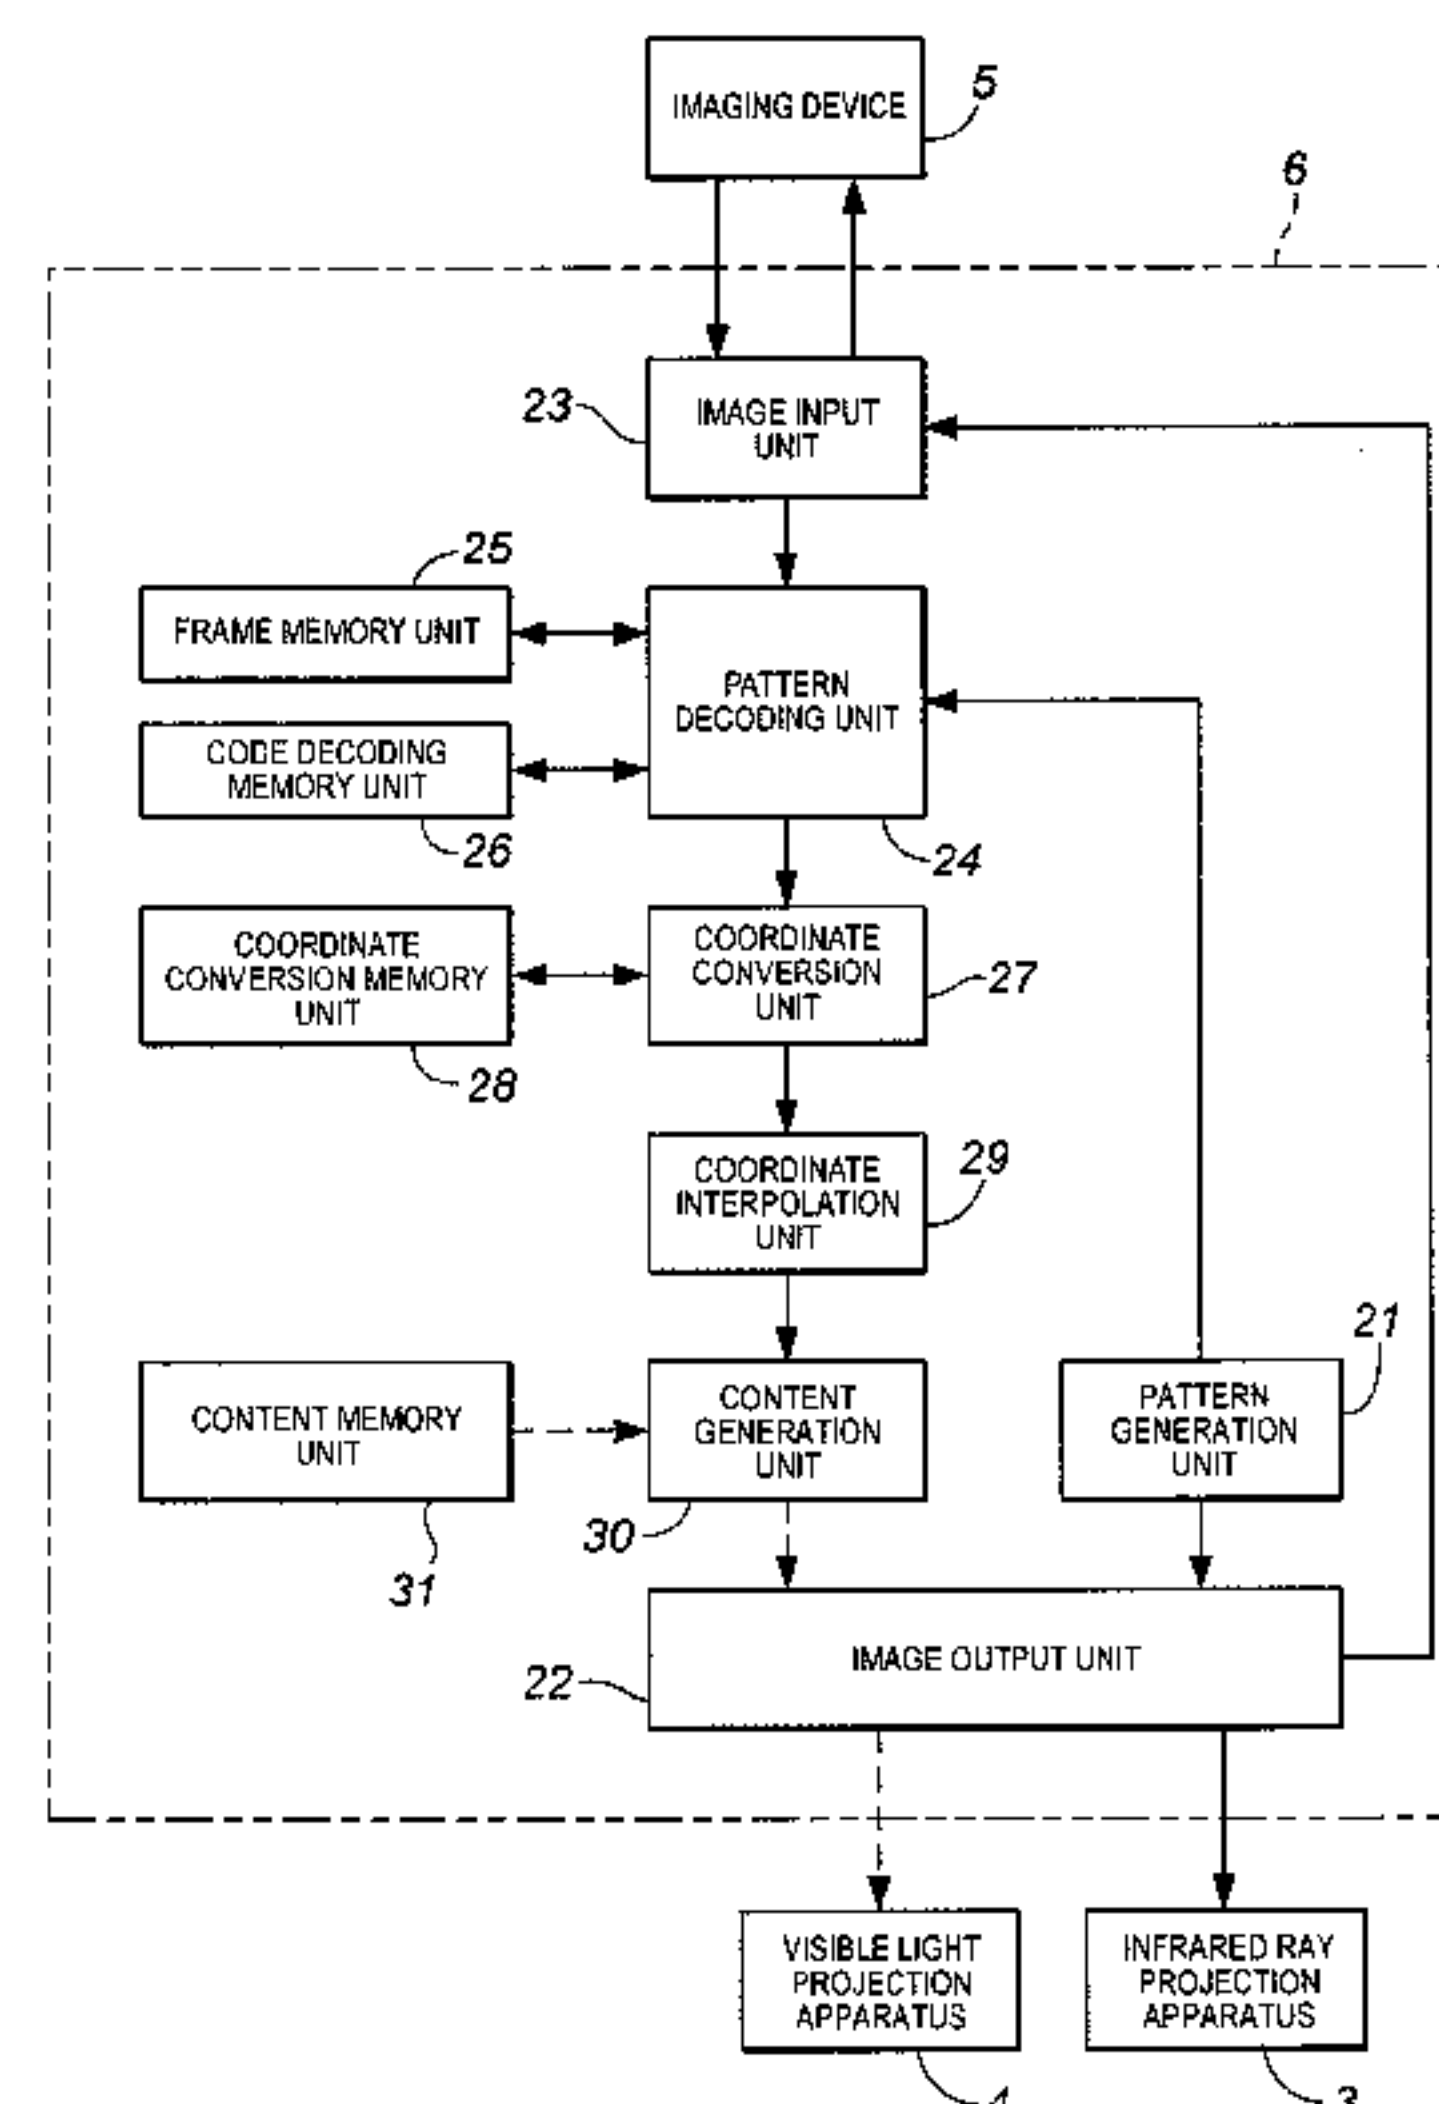 IMAGING DEVICE
5
6
23
IMAGE INPUT
UNIT
25
FRAME MEMORY UNIT
PATTERN
DECODING UNIT
CODE DECODING
MEMORY UNIT
26
24
COORDINATE
CONVERSION MEMORY
UNIT
28
COORDINATE
CONVERSION
UNIT
27
COORDINATE
INTERPOLATION
UNIT
29
21
CONTENT MEMORY
UNIT
31
CONTENT
GENERATION
UNIT
30
PATTERN
GENERATION
UNIT
IMAGE OUTPUT UNIT
22
VISIBLE LIGHT
PROJECTION
APPARATUS
4
INFRARED RAY
PROJECTION
APPARATUS
3